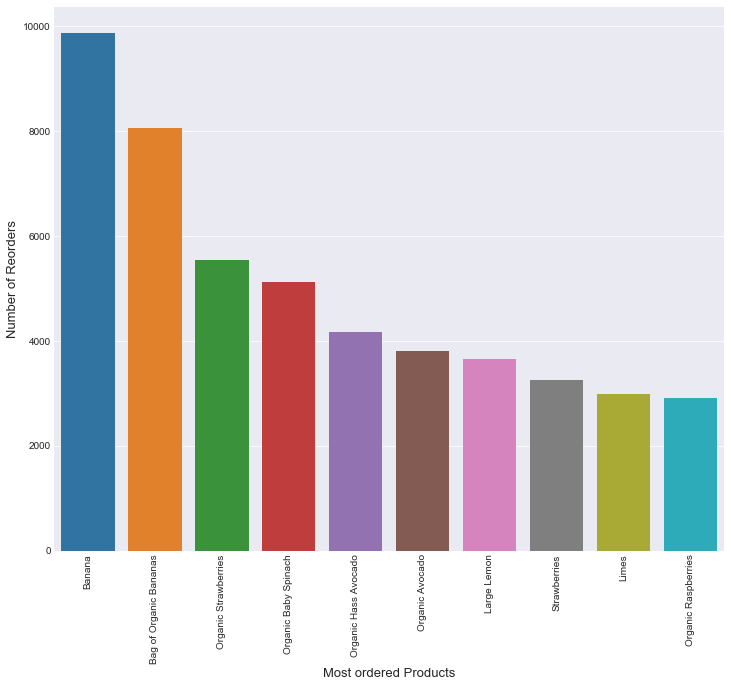 10000
8000
6000
4000
2000
0
Number of Reorders
Banana
Bag of Organic Bananas
Organic Strawberries
Organic Baby Spinach
Organic Hass Avocado
Organic Avocado
Large Lemon
Strawberries
Limes
Organic Raspberries
Most ordered Products